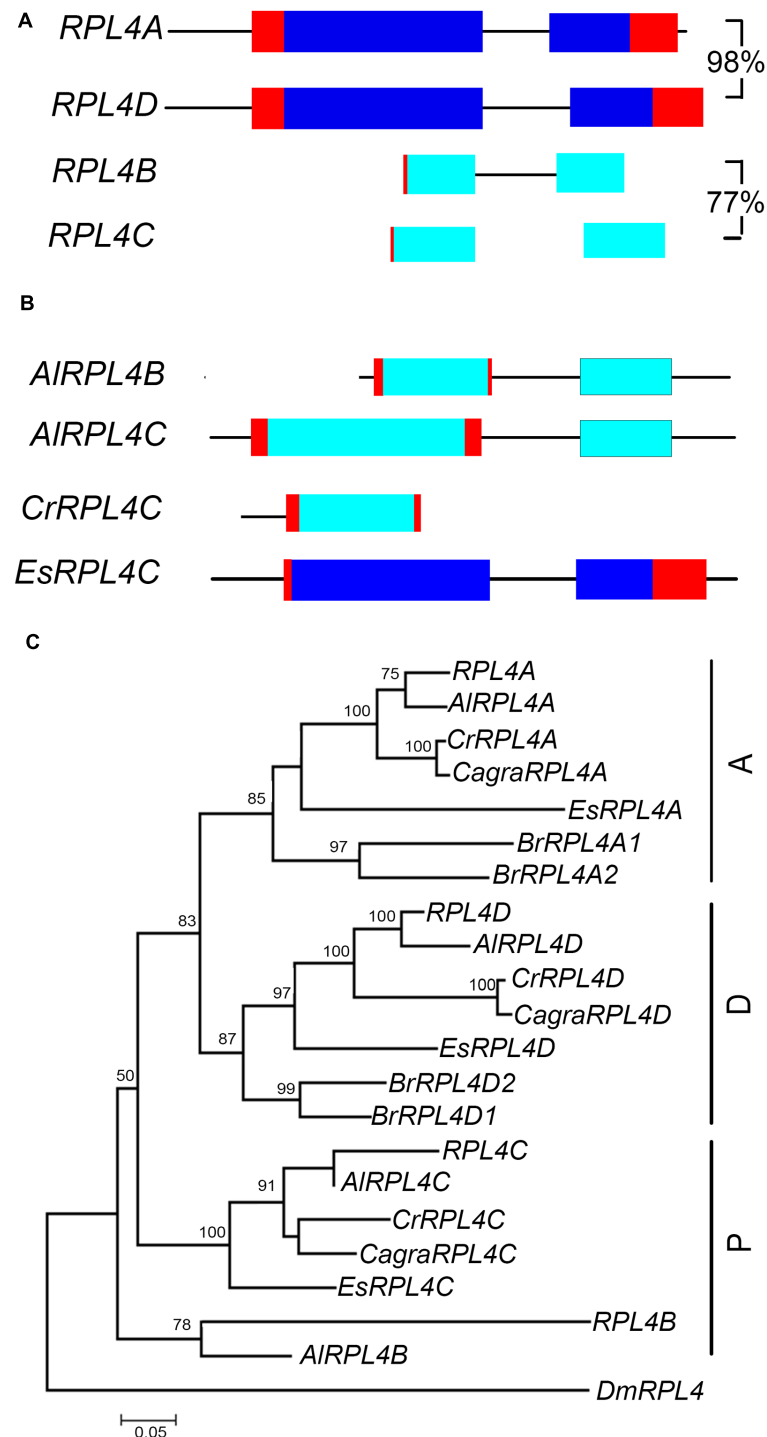 A
RPL4A
98%
RPL4D
RPL4B
77%
RPL4C
B
AlRPL4B
AlRPL4C
CrRPL4C
EsRPL4C
C
75
RPL4A
AlRPL4A
100
CrRPL4A
100
CagraRPL4A
A
85
EsRPL4A
BrRPL4A1
97
BrRPL4A2
83
RPL4D
100
AlRPL4D
100
CrRPL4D
100
CagraRPL4D
D
97
EsRPL4D
87
BrRPL4D2
99
BrRPL4D1
50
RPL4C
AlRPL4C
91
CrRPL4C
100
CagraRPL4C
P
EsRPL4C
RPL4B
78
AlRPL4B
DmRPL4
0.05